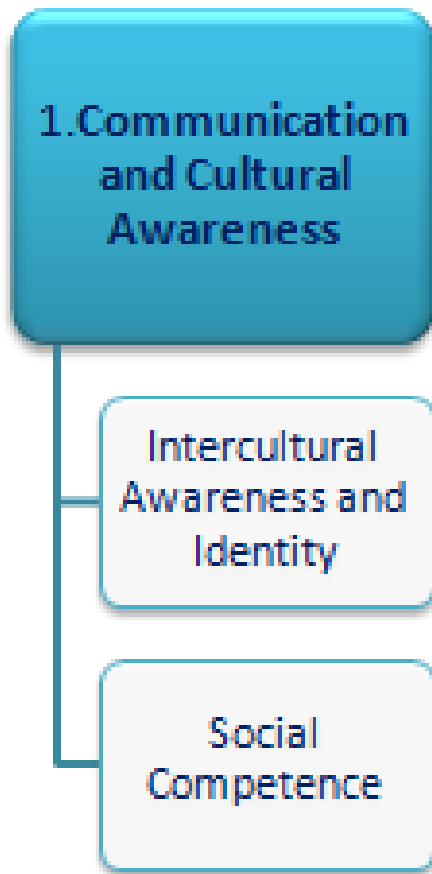 1.Communication
and Cultural
Awareness
Intercultural
Awareness and
Identity
Social
Competence